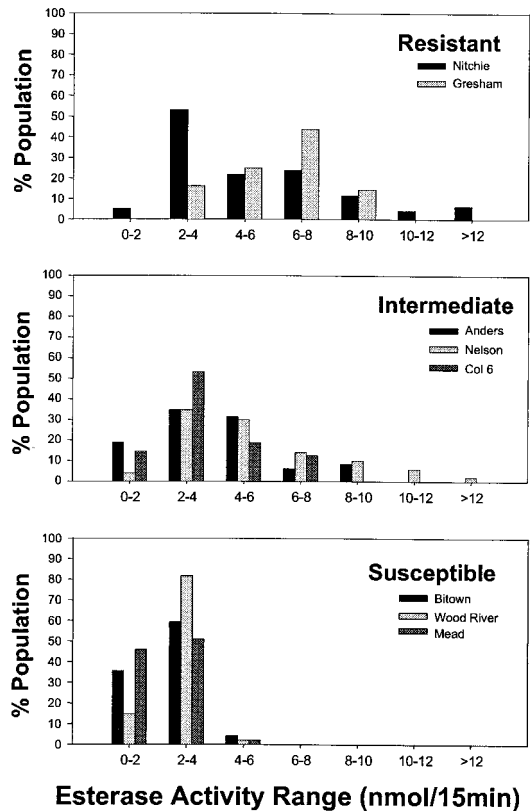 Resistant
Nitchie
Gresham
% Population
100
90
80
70
60
50
40
30
20
10
0
0-2 2-4 4-6 6-8 8-10 10-12 >12
Intermediate
Anders
Nelson
Col 6
% Population
100
90
80
70
60
50
40
30
20
10
0
0-2 2-4 4-6 6-8 8-10 10-12 >12
Susceptible
Bitown
Wood River
Mead
% Population
100
90
80
70
60
50
40
30
20
10
0
0-2 2-4 4-6 6-8 8-10 10-12 >12
Esterase Activity Range (nmol/15min)